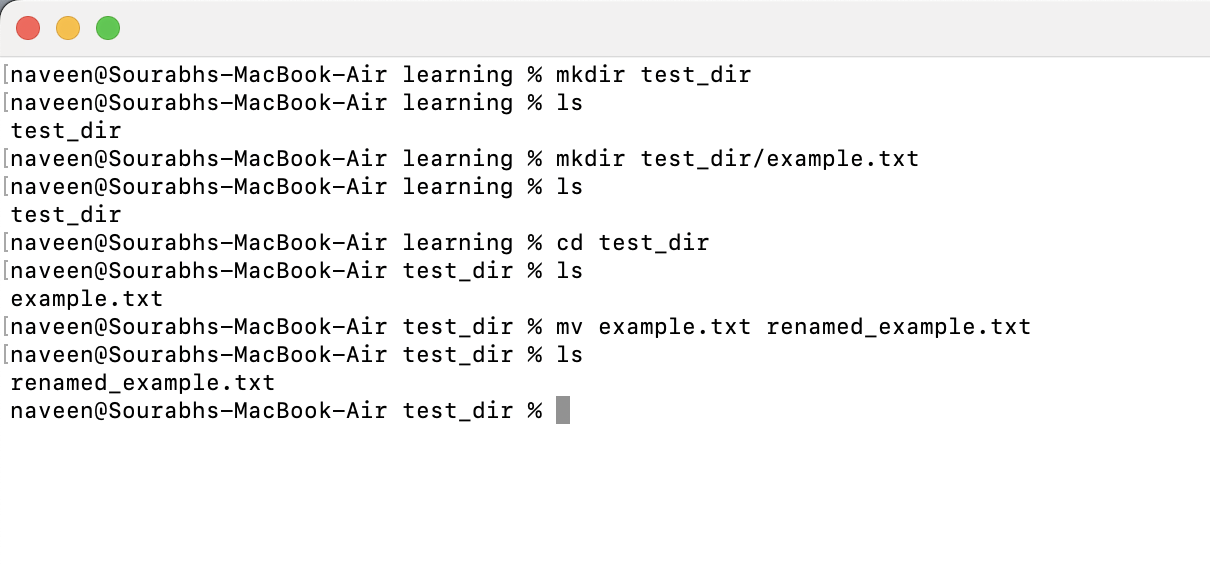 [naveen@Sourabhs-MacBook-Air learning % mkdir test_dir
[naveen@Sourabhs-MacBook-Air learning % ls
test_dir
[naveen@Sourabhs-MacBook-Air learning % mkdir test_dir/example.txt
[naveen@Sourabhs-MacBook-Air learning % ls
test_dir
[naveen@Sourabhs-MacBook-Air learning % cd test_dir
[naveen@Sourabhs-MacBook-Air test_dir % ls
example.txt
[naveen@Sourabhs-MacBook-Air test_dir % mv example.txt renamed_example.txt
[naveen@Sourabhs-MacBook-Air test_dir % ls
renamed_example.txt
naveen@Sourabhs-MacBook-Air test_dir %